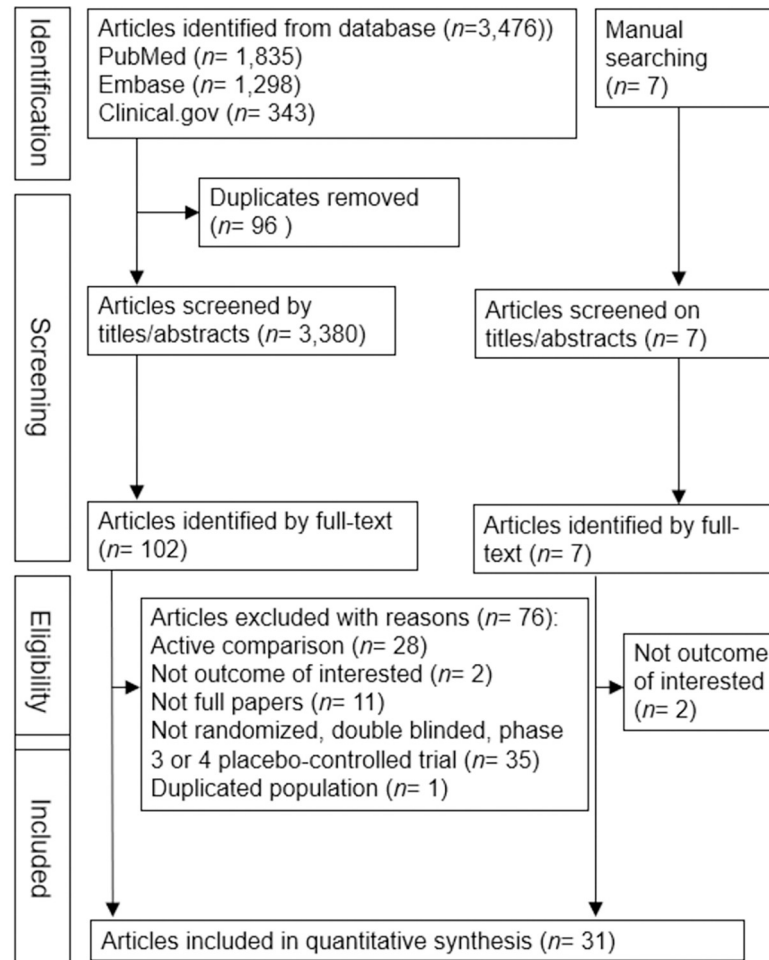 Identification
Articles identified from database (n=3,476))
PubMed (n= 1,835)
Embase (n= 1,298)
Clinical.gov (n= 343)
Manual
searching
(n= 7)
Screening
Duplicates removed
(n= 96 )
Articles screened by
titles/abstracts (n= 3,380)
Articles screened on
titles/abstracts (n= 7)
Articles identified by full-text
(n= 102)
Articles identified by full-
text (n= 7)
Eligibility
Articles excluded with reasons (n= 76):
Active comparison (n= 28)
Not outcome of interested (n= 2)
Not full papers (n= 11)
Not randomized, double blinded, phase
3 or 4 placebo-controlled trial (n= 35)
Duplicated population (n= 1)
Not outcome
of interested
(n= 2)
Included
Articles included in quantitative synthesis (n= 31)